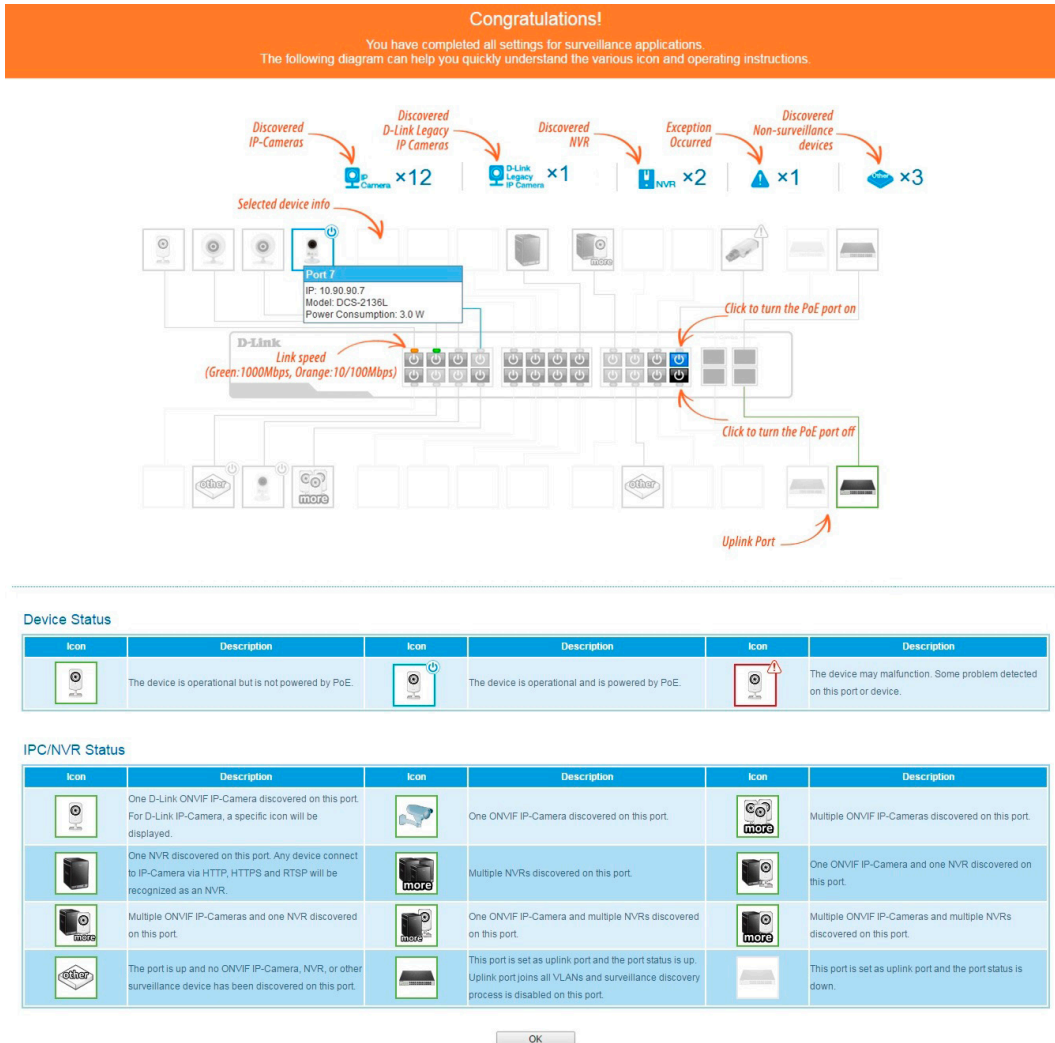 Congratulations!
You have completed all settings for surveillance applications.
The following diagram can help you quickly understand the various icon and operating instructions.
Discovered
IP-Cameras
Discovered
D-Link Legacy
IP Cameras
Discovered
NVR
Exception
Occurred
Discovered
Non-surveillance
devices
IP
Camera ×12
D-Link
Legacy
IP Camera ×1
NVR ×2
×1
Other ×3
Selected device info
more
Port 7
IP: 10.90.90.7
Model: DCS-2136L
Power Consumption: 3.0 W
Click to turn the PoE port on
D-Link
Link speed
(Green:1000Mbps, Orange:10/100Mbps)
Click to turn the PoE port off
other
more
other
Uplink Port
Device Status
Icon Description Icon Description Icon Description
The device is operational but is not powered by PoE.
The device is operational and is powered by PoE.
The device may malfunction. Some problem detected
on this port or device.
IPC/NVR Status
Icon Description Icon Description Icon Description
One D-Link ONVIF IP-Camera discovered on this port.
For D-Link IP-Camera, a specific icon will be
displayed.
One ONVIF IP-Camera discovered on this port.
more
Multiple ONVIF IP-Cameras discovered on this port.
One NVR discovered on this port. Any device connect
to IP-Camera via HTTP, HTTPS and RTSP will be
recognized as an NVR.
more
Multiple NVRs discovered on this port.
One ONVIF IP-Camera and one NVR discovered on
this port.
more
Multiple ONVIF IP-Cameras and one NVR discovered
on this port.
more
One ONVIF IP-Camera and multiple NVRs discovered
on this port.
more
Multiple ONVIF IP-Cameras and multiple NVRs
discovered on this port.
other
The port is up and no ONVIF IP-Camera, NVR, or other
surveillance device has been discovered on this port.
This port is set as uplink port and the port status is up.
Uplink port joins all VLANs and surveillance discovery
process is disabled on this port.
This port is set as uplink port and the port status is
down.
OK